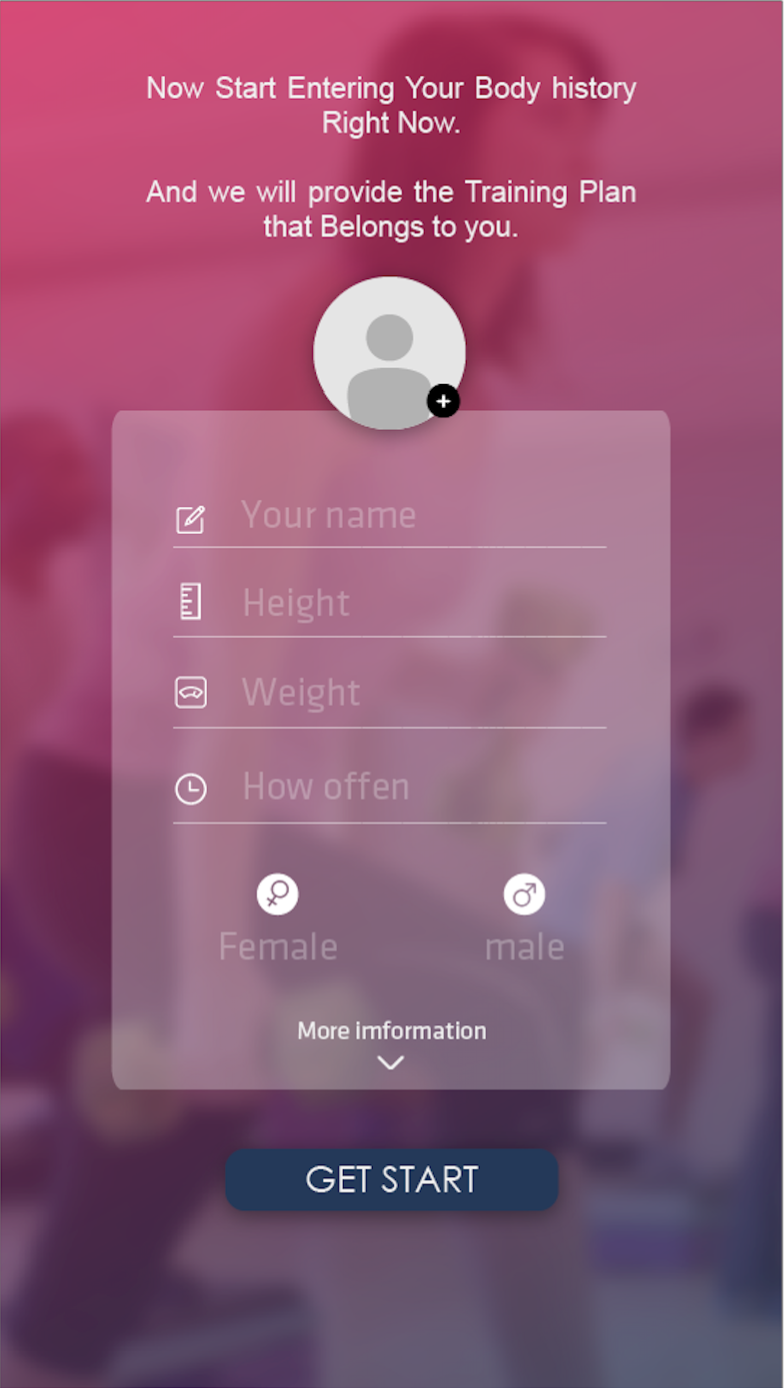 Now Start Entering Your Body history
Right Now.
And we will provide the Training Plan
that Belongs to you.
Your name
Height
Weight
How offen
Female male
More imformation
GET START